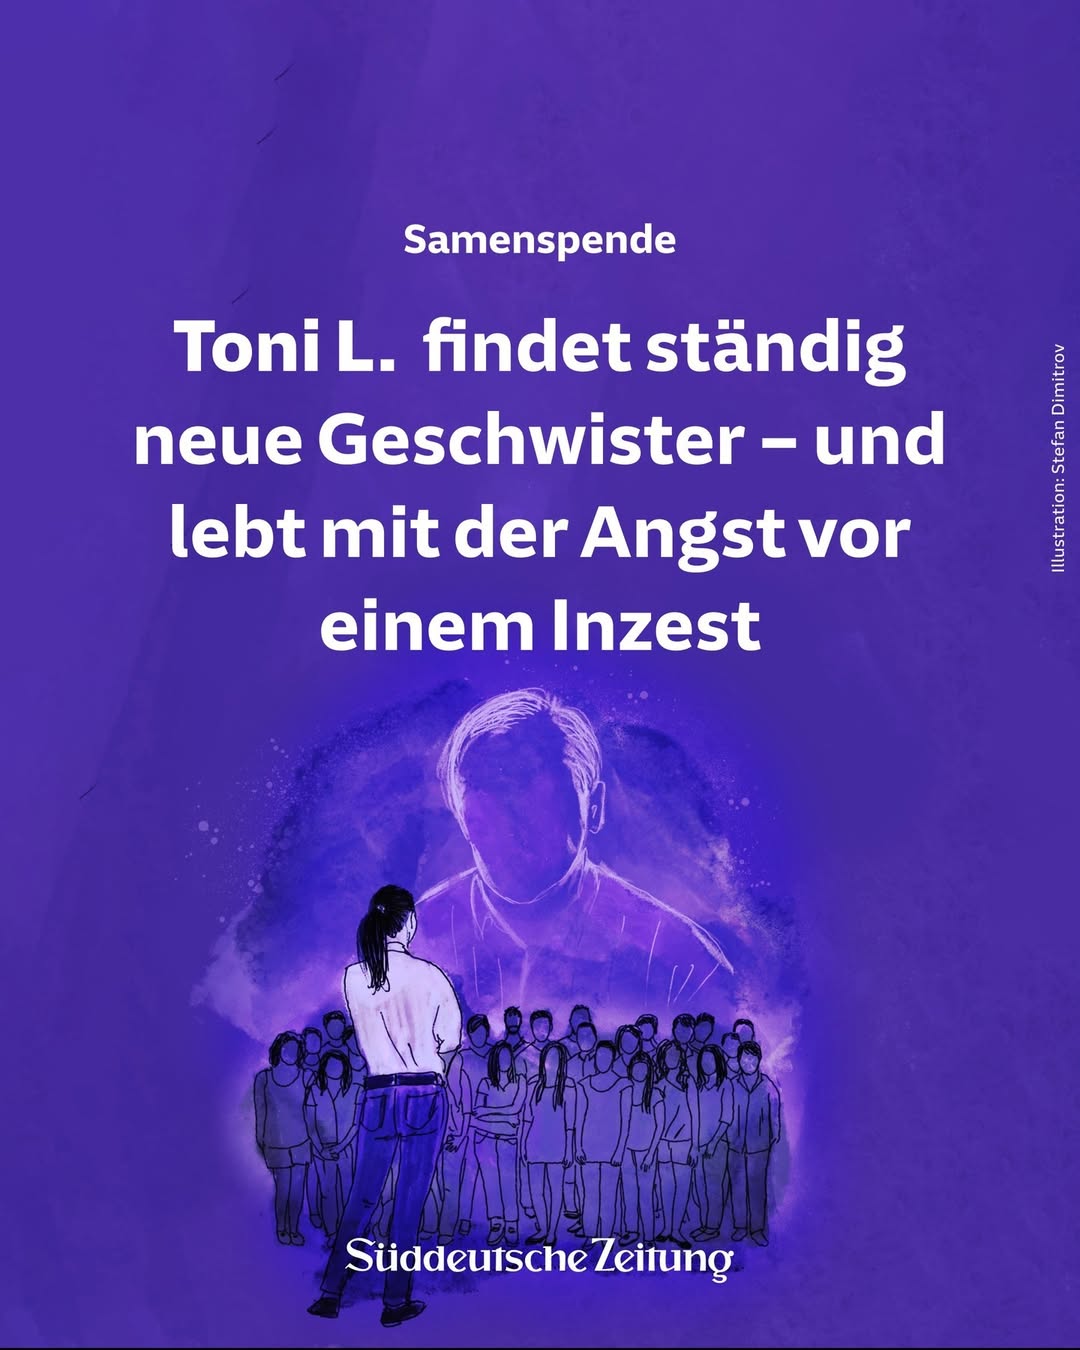 Samenspende
Toni L. findet ständig
neue Geschwister – und
lebt mit der Angst vor
einem Inzest
Illustration: Stefan Dimitrov
Süddeutsche Zeitung